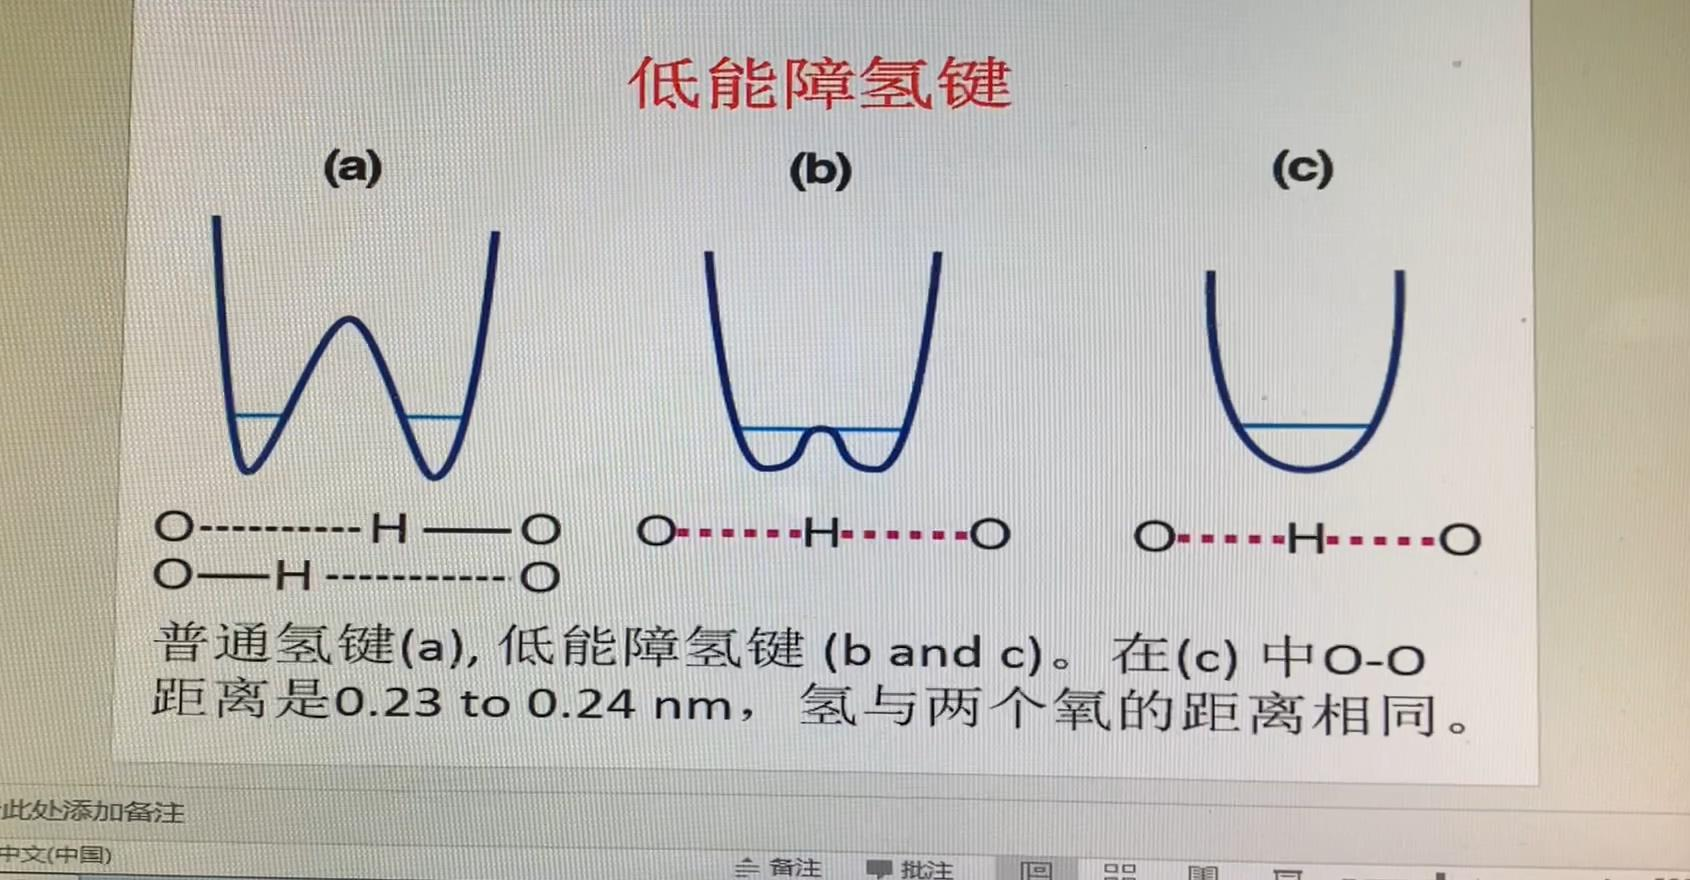 低能障氢键
(a) (b) (c)
O----------H——O O······H······O O·····H·····O
O——H-----------O
普通氢键(a), 低能障氢键 (b and c)。在(c) 中O-O
距离是0.23 to 0.24 nm， 氢与两个氧的距离相同。
此处添加备注
中文(中国)
备注 批注